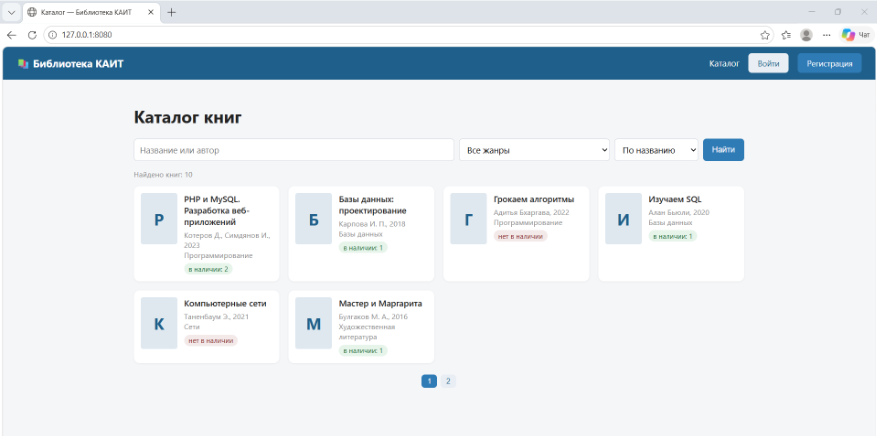 Каталог — Библиотека КАИТ
127.0.0.1:8080
Чат
Библиотека КАИТ
Каталог
Войти
Регистрация
Каталог книг
Название или автор
Все жанры
По названию
Найти
Найдено книг: 10
P
PHP и MySQL.
Разработка веб-
приложений
Котеров Д., Симдянов И.,
2023
Программирование
в наличии: 2
Б
Базы данных:
проектирование
Карпова И. П., 2018
Базы данных
в наличии: 1
Г
Грокаем алгоритмы
Адитья Бхаргава, 2022
Программирование
нет в наличии
И
Изучаем SQL
Алан Бьюли, 2020
Базы данных
в наличии: 1
К
Компьютерные сети
Таненбаум Э., 2021
Сети
нет в наличии
М
Мастер и Маргарита
Булгаков М. А., 2016
Художественная
литература
в наличии: 1
1
2